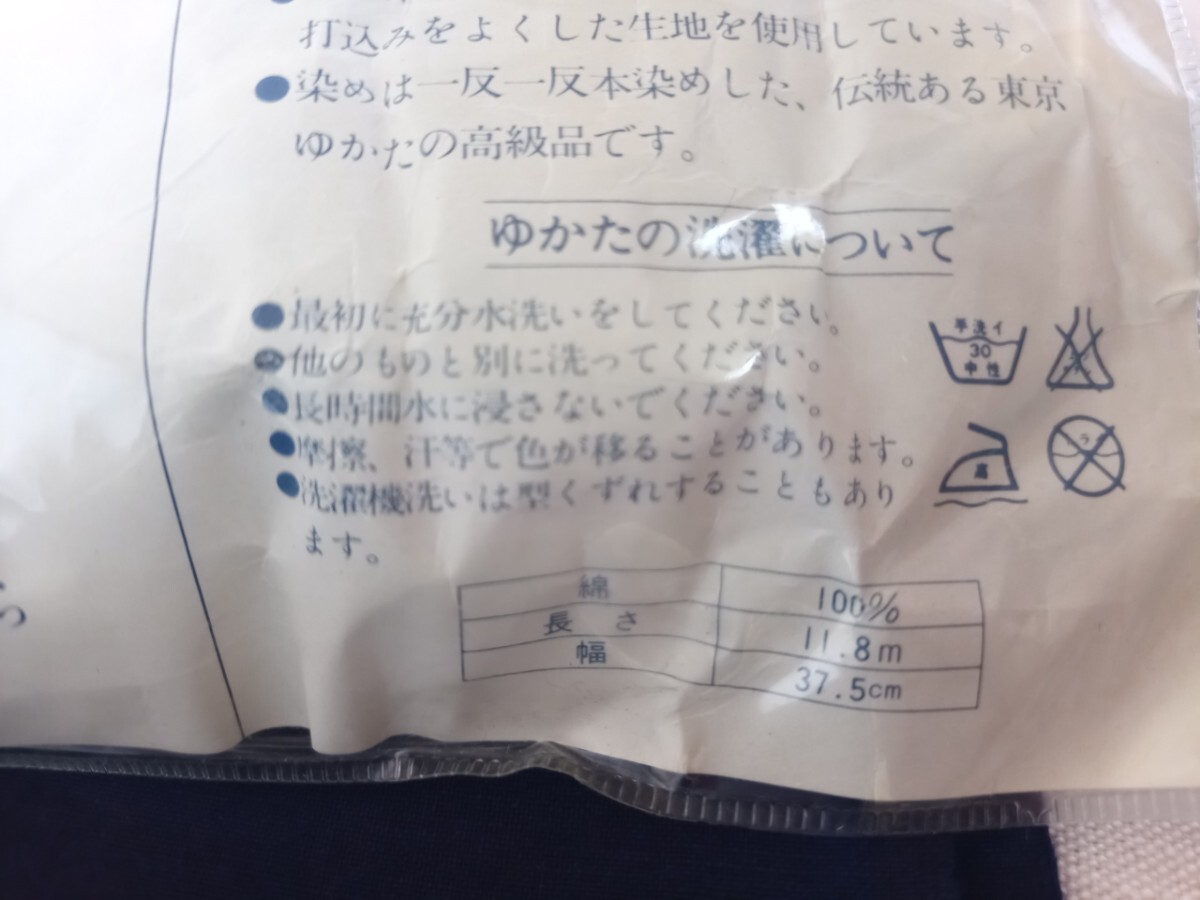 打込みをよくした生地を使用しています。
●染めは一反一反本染めした、伝統ある東京
ゆかたの高級品です。
ゆかたの洗濯について
●最初に充分水洗いをしてください。
●他のものと別に洗ってください。
●長時間水に浸さないでください。
●摩擦、汗等で色が移ることがあります。
●洗濯機洗いは型くずれすることもあり
ます。
手洗イ
30
中性
高
綿 100%
長さ 11.8m
幅 37.5cm